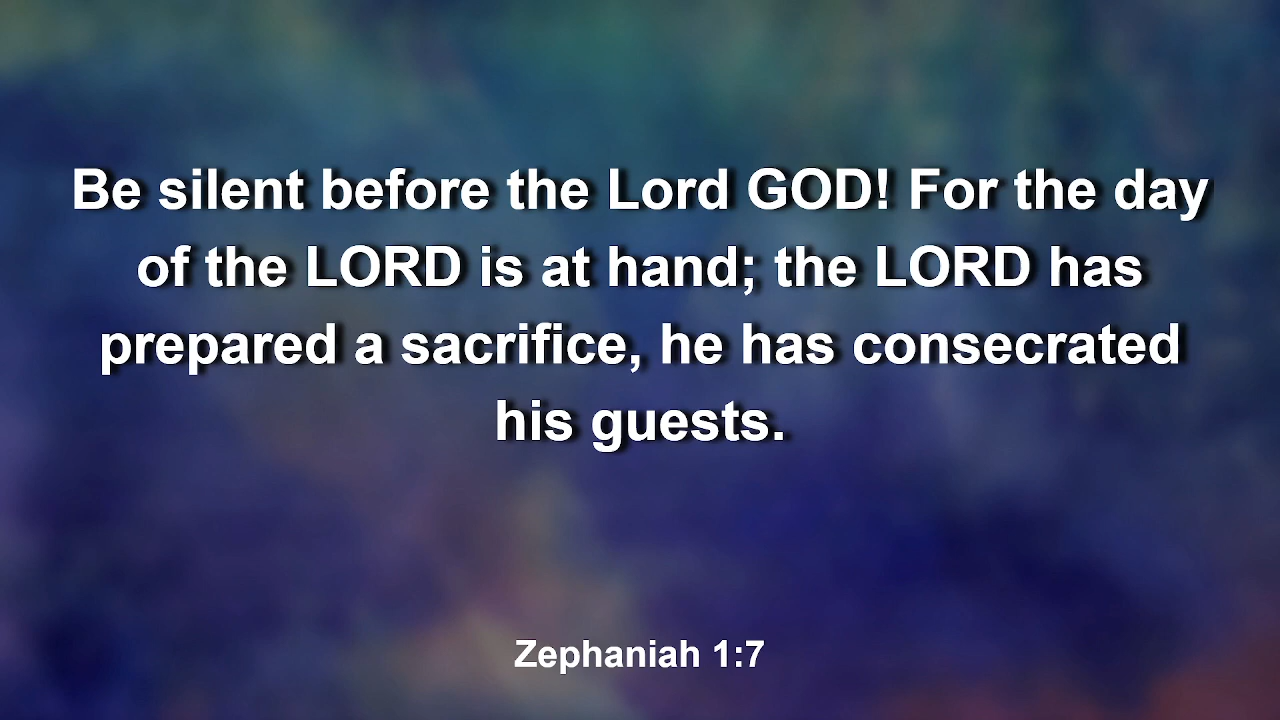 Be silent before the Lord GOD! For the day
of the LORD is at hand; the LORD has
prepared a sacrifice, he has consecrated
his guests.
Zephaniah 1:7